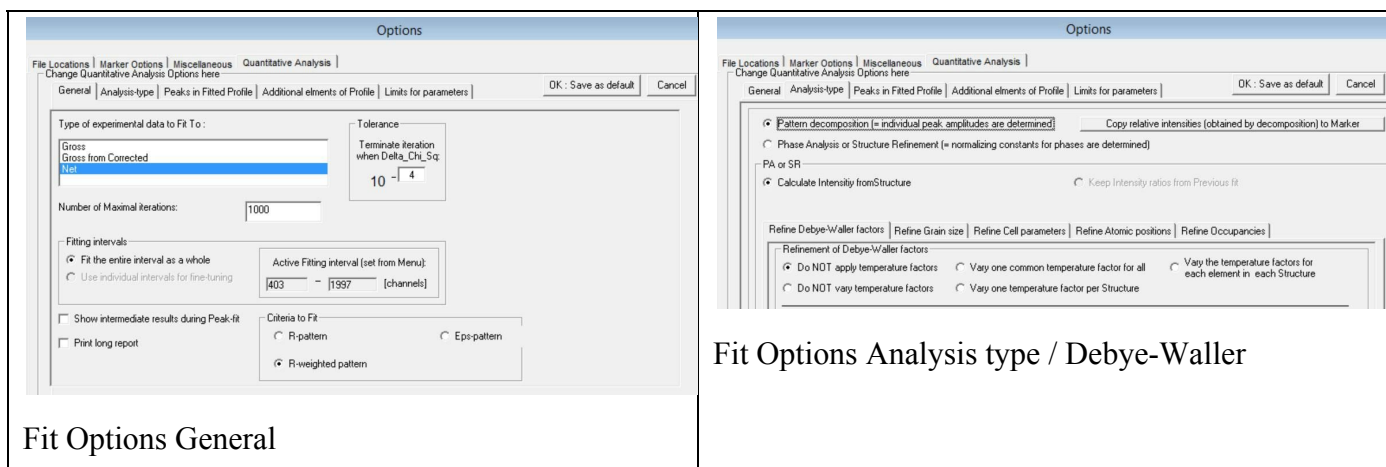 Options
File Locations | Marker Options | Miscellaneous Quantitative Analysis |
Change Quantitative Analysis Options here
OK : Save as default Cancel
General | Analysis-type | Peaks in Fitted Profile | Additional elments of Profile | Limits for parameters |
Type of experimental data to Fit To :
Gross
Gross from Corrected
Net
Tolerance
Terminate iteration
when Delta_Chi_Sq:
10 - 4
Number of Maximal iterations: 1000
Fitting intervals
Fit the entire interval as a whole
Use individual intervals for fine-tuning
Active Fitting interval (set from Menu):
403 - 1997 [channels]
Show intermediate results during Peak-fit
Print long report
Criteria to Fit
R-pattern Eps-pattern
R-weighted pattern
Fit Options General
Options
File Locations | Marker Options | Miscellaneous Quantitative Analysis |
Change Quantitative Analysis Options here
OK : Save as default Cancel
General Analysis-type | Peaks in Fitted Profile | Additional elments of Profile | Limits for parameters |
Pattern decomposition (= individual peak amplitudes are determined) Copy relative intensities (obtained by decomposition) to Marker
Phase Analysis or Structure Refinement (= normalizing constants for phases are determined)
PA or SR
Calculate Intensitiy fromStructure Keep Intensity ratios from Previous fit
Refine Debye-Waller factors | Refine Grain size | Refine Cell parameters | Refine Atomic positions | Refine Occupancies |
Refinement of Debye-Waller factors
Do NOT apply temperature factors Vary one common temperature factor for all Vary the temperature factors for
each element in each Structure
Do NOT vary temperature factors Vary one temperature factor per Structure
Fit Options Analysis type / Debye-Waller